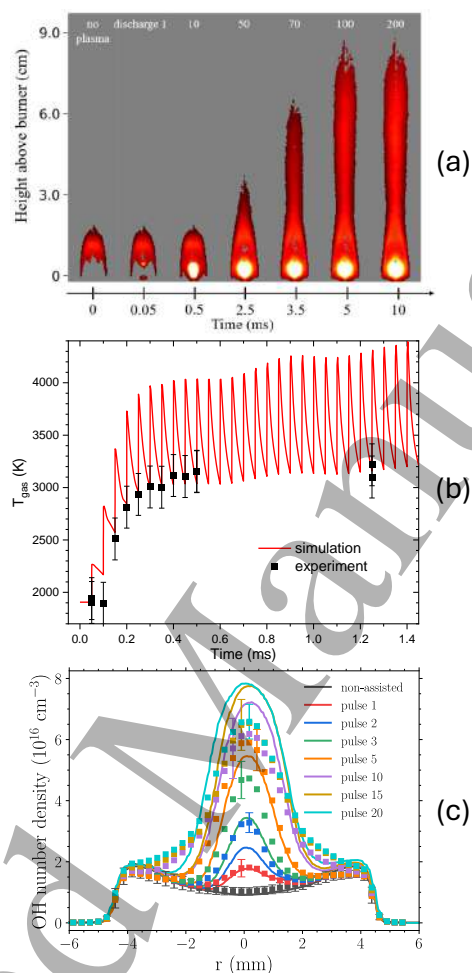 no discharge 1 10 50 70 100 200
plasma
Height above burner (cm)
9.0
6.0
3.0
0
0 0.05 0.5 2.5 3.5 5 10
Time (ms)
(a)
T_gas (K)
4000
3500
3000
2500
2000
simulation
experiment
0.0 0.2 0.4 0.6 0.8 1.0 1.2 1.4
Time (ms)
(b)
OH number density (10^16 cm^−3)
8
6
4
2
0
non-assisted
pulse 1
pulse 2
pulse 3
pulse 5
pulse 10
pulse 15
pulse 20
−6 −4 −2 0 2 4 6
r (mm)
(c)